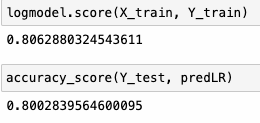 logmodel.score(X_train, Y_train)
0.8062880324543611
accuracy_score(Y_test, predLR)
0.8002839564600095